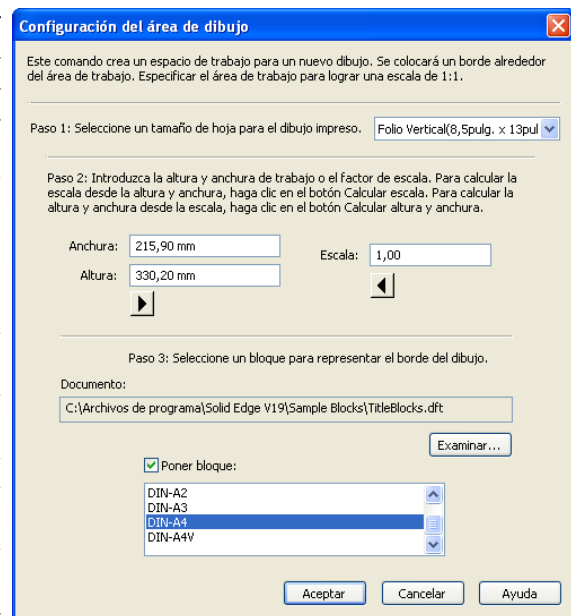 Configuración del área de dibujo
Este comando crea un espacio de trabajo para un nuevo dibujo. Se colocará un borde alrededor
del área de trabajo. Especificar el área de trabajo para lograr una escala de 1:1.
Paso 1: Seleccione un tamaño de hoja para el dibujo impreso. Folio Vertical(8,5pulg. x 13pul
Paso 2: Introduzca la altura y anchura de trabajo o el factor de escala. Para calcular la
escala desde la altura y anchura, haga clic en el botón Calcular escala. Para calcular la
altura y anchura desde la escala, haga clic en el botón Calcular altura y anchura.
Anchura: 215,90 mm
Escala: 1,00
Altura: 330,20 mm
Paso 3: Seleccione un bloque para representar el borde del dibujo.
Documento:
C:\Archivos de programa\Solid Edge V19\Sample Blocks\TitleBlocks.dft
Examinar...
Poner bloque:
DIN-A2
DIN-A3
DIN-A4
DIN-A4V
Aceptar Cancelar Ayuda